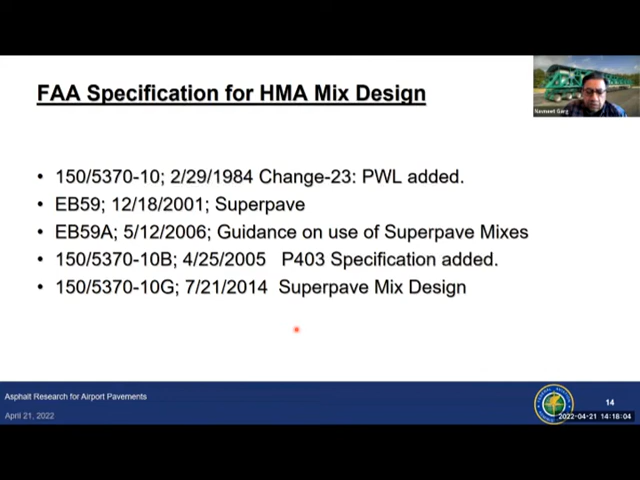 FAA Specification for HMA Mix Design
Navneet Garg
• 150/5370-10; 2/29/1984 Change-23: PWL added.
• EB59; 12/18/2001; Superpave
• EB59A; 5/12/2006; Guidance on use of Superpave Mixes
• 150/5370-10B; 4/25/2005 P403 Specification added.
• 150/5370-10G; 7/21/2014 Superpave Mix Design
Asphalt Research for Airport Pavements
April 21, 2022
14
2022-04-21 14:18:04